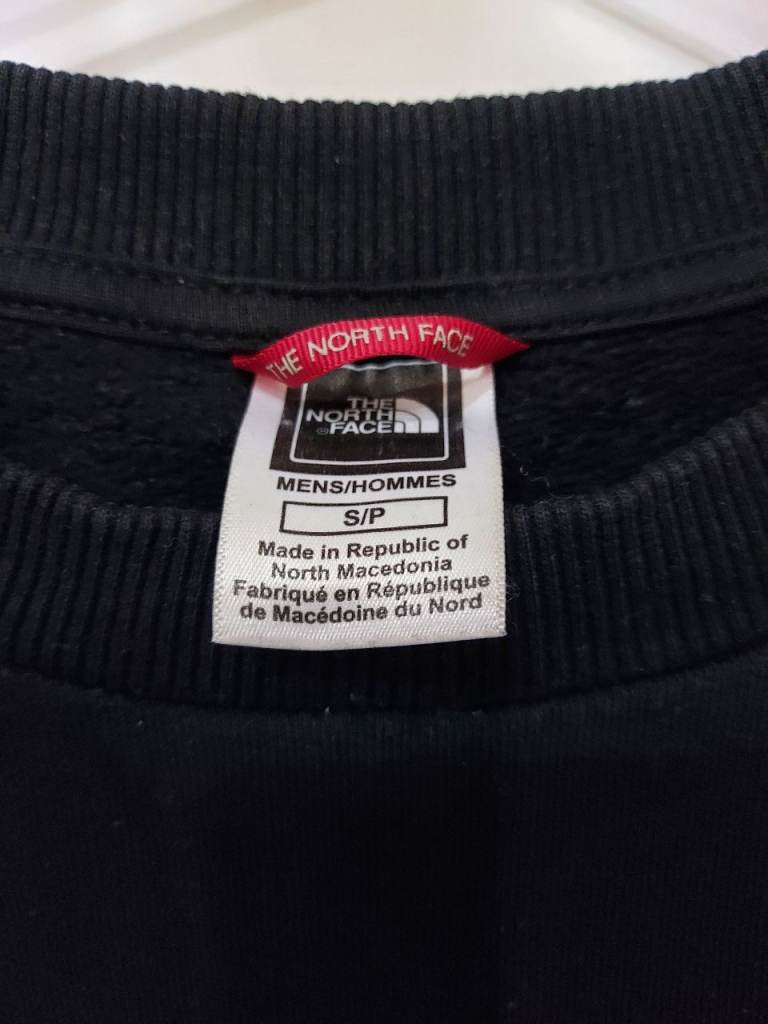 THE NORTH FACE
THE
NORTH
®FACE
MENS/HOMMES
S/P
Made in Republic of
North Macedonia
Fabriqué en République
de Macédoine du Nord